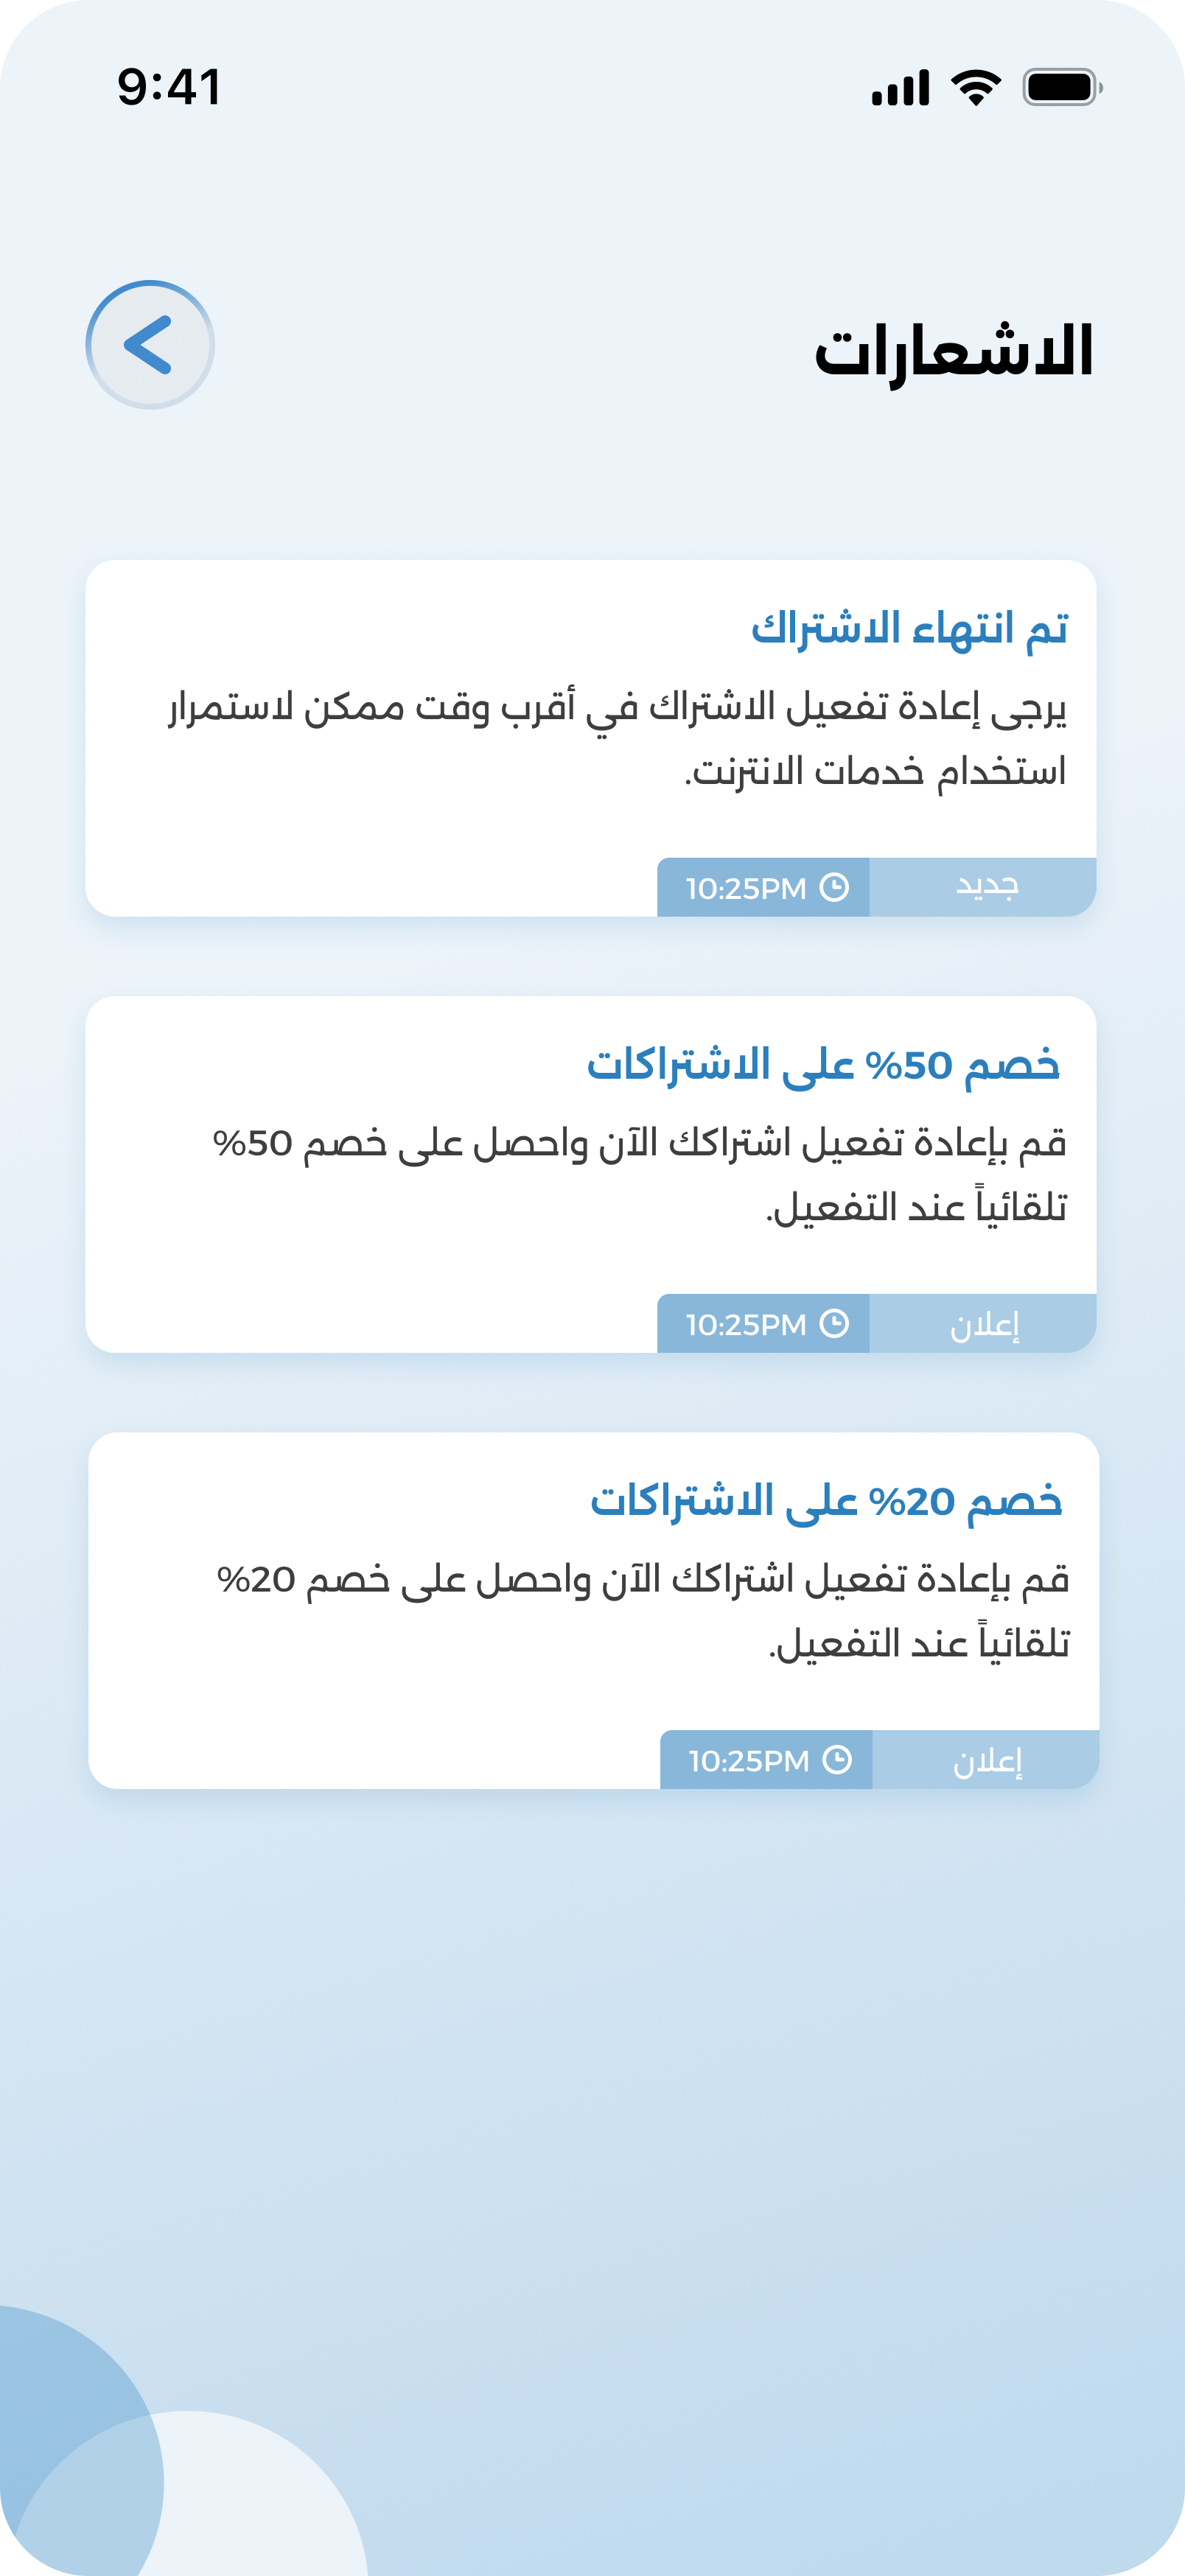 9:41
الاشعارات
تم انتهاء الاشتراك
يرجى إعادة تفعيل الاشتراك في أقرب وقت ممكن لاستمرار
استخدام خدمات الانترنت.
جديد
10:25PM
خصم 50% على الاشتراكات
قم بإعادة تفعيل اشتراكك الآن واحصل على خصم 50%
تلقائياً عند التفعيل.
إعلان
10:25PM
خصم 20% على الاشتراكات
قم بإعادة تفعيل اشتراكك الآن واحصل على خصم 20%
تلقائياً عند التفعيل.
إعلان
10:25PM